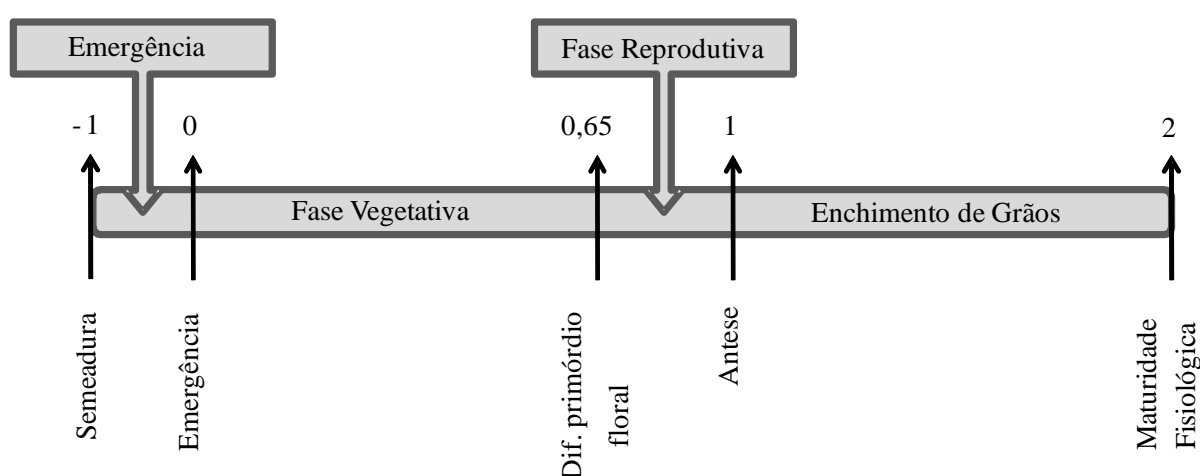 Emergência
Fase Reprodutiva
-1
0
0,65
1
2
Fase Vegetativa
Enchimento de Grãos
Semeadura
Emergência
Dif. primórdio
floral
Antese
Maturidade
Fisiológica